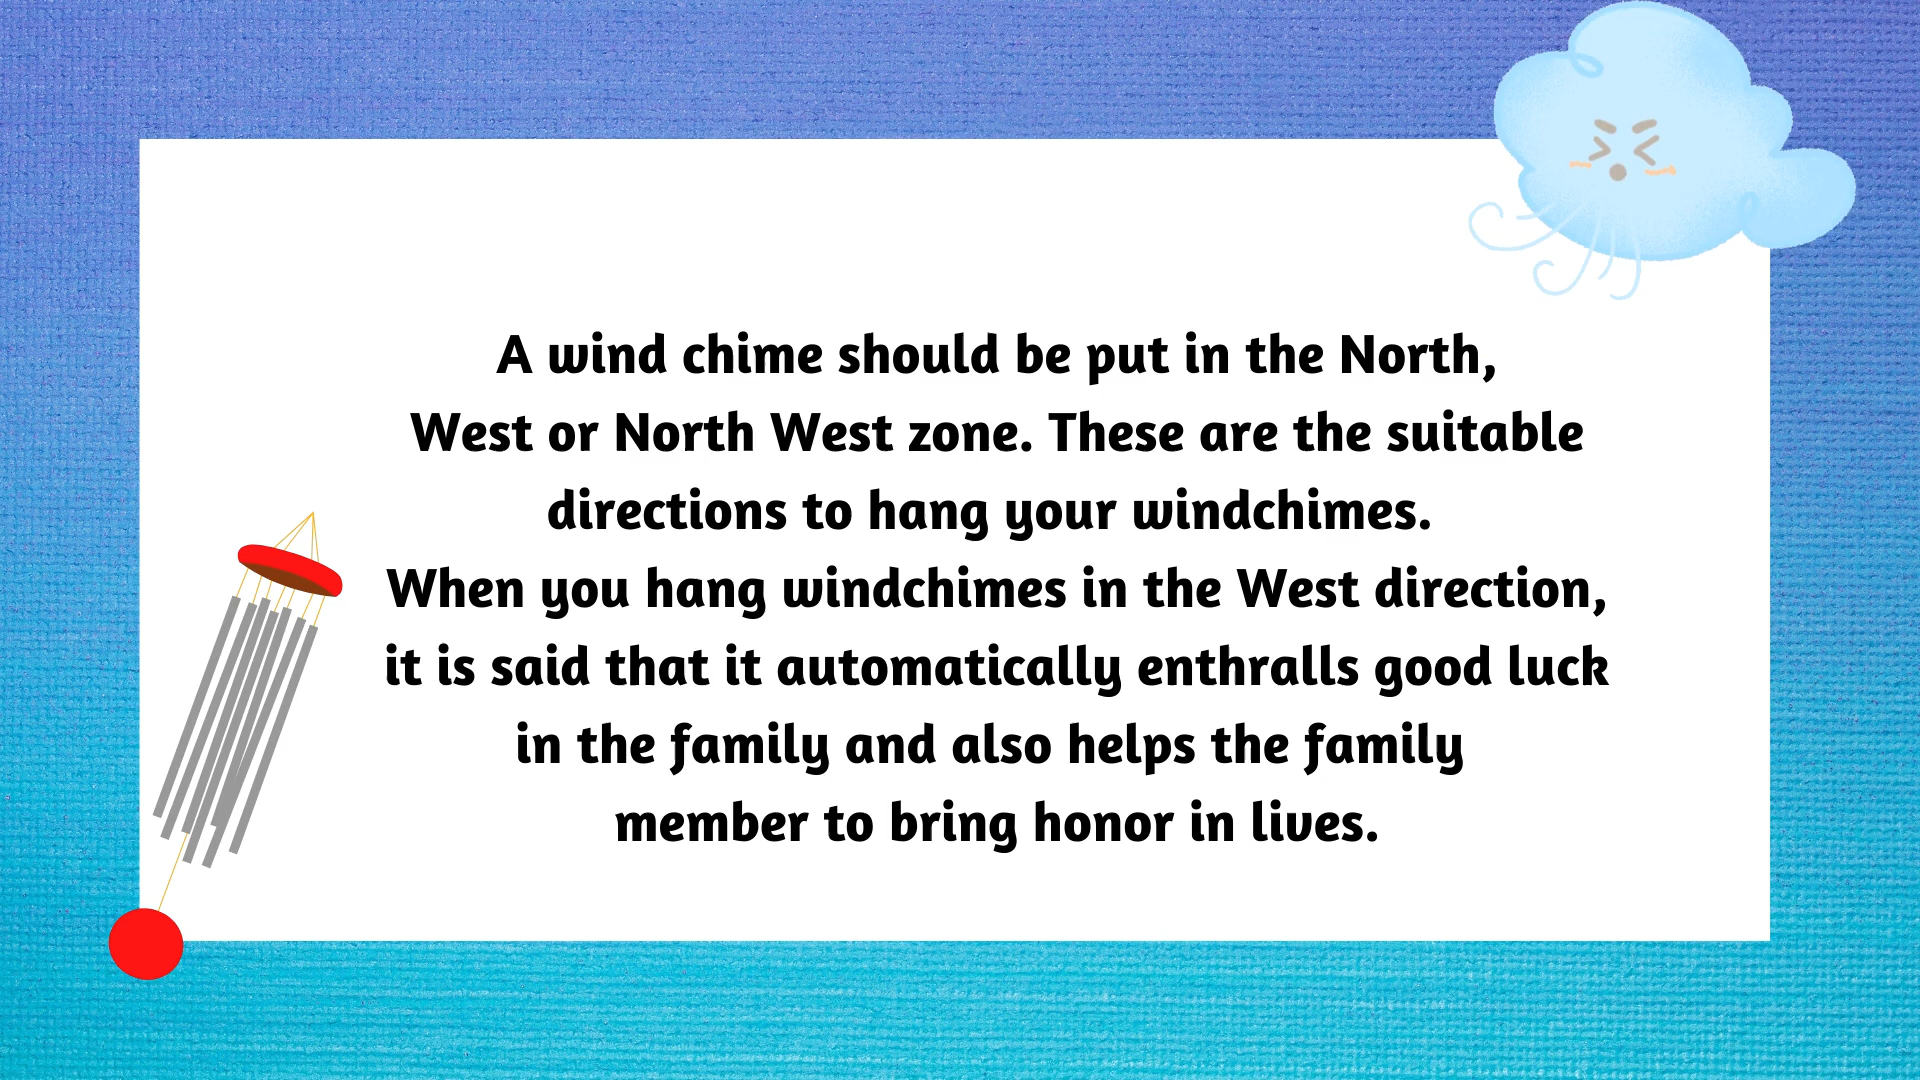 A wind chime should be put in the North,
West or North West zone. These are the suitable
directions to hang your windchimes.
When you hang windchimes in the West direction,
it is said that it automatically enthralls good luck
in the family and also helps the family
member to bring honor in lives.